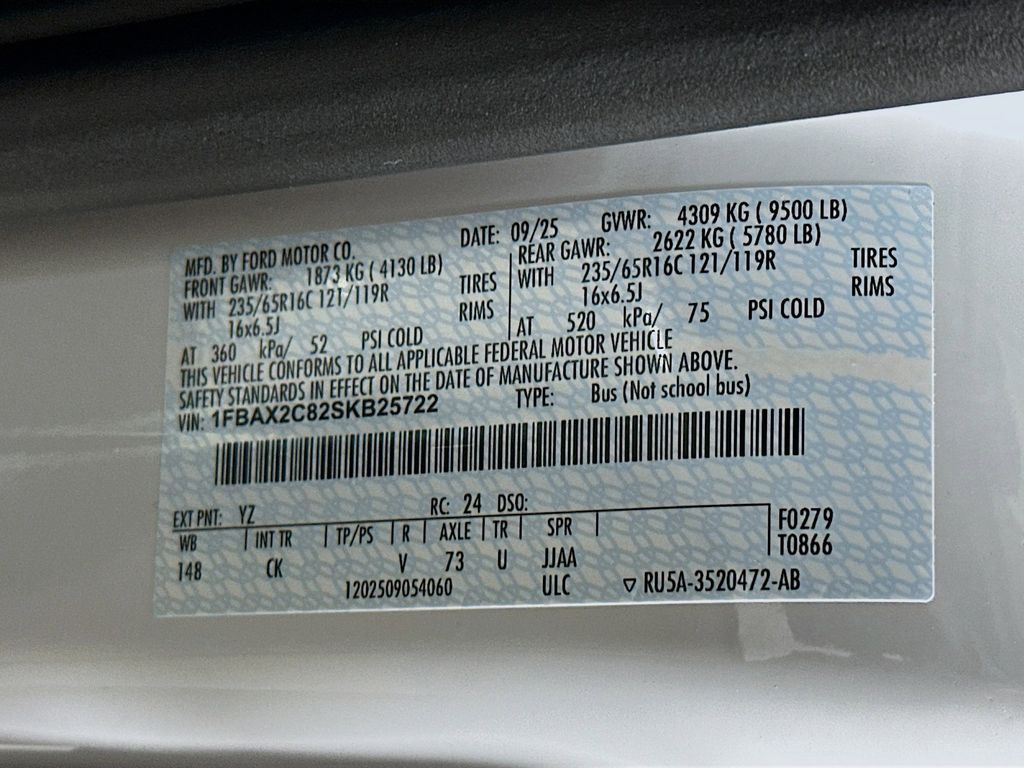 MFD. BY FORD MOTOR CO. DATE: 09/25 GVWR: 4309 KG ( 9500 LB)
FRONT GAWR: 1873 KG ( 4130 LB) REAR GAWR: 2622 KG ( 5780 LB)
WITH 235/65R16C 121/119R TIRES WITH 235/65R16C 121/119R TIRES
16x6.5J RIMS 16x6.5J RIMS
AT 360 kPa/ 52 PSI COLD AT 520 kPa/ 75 PSI COLD
THIS VEHICLE CONFORMS TO ALL APPLICABLE FEDERAL MOTOR VEHICLE
SAFETY STANDARDS IN EFFECT ON THE DATE OF MANUFACTURE SHOWN ABOVE.
VIN: 1FBAX2C82SKB25722 TYPE: Bus (Not school bus)
EXT PNT: YZ RC: 24 DSO:
WB INT TR TP/PS R AXLE TR SPR F0279
148 CK V 73 U JJAA T0866
1202509054060 ULC ▽ RU5A-3520472-AB